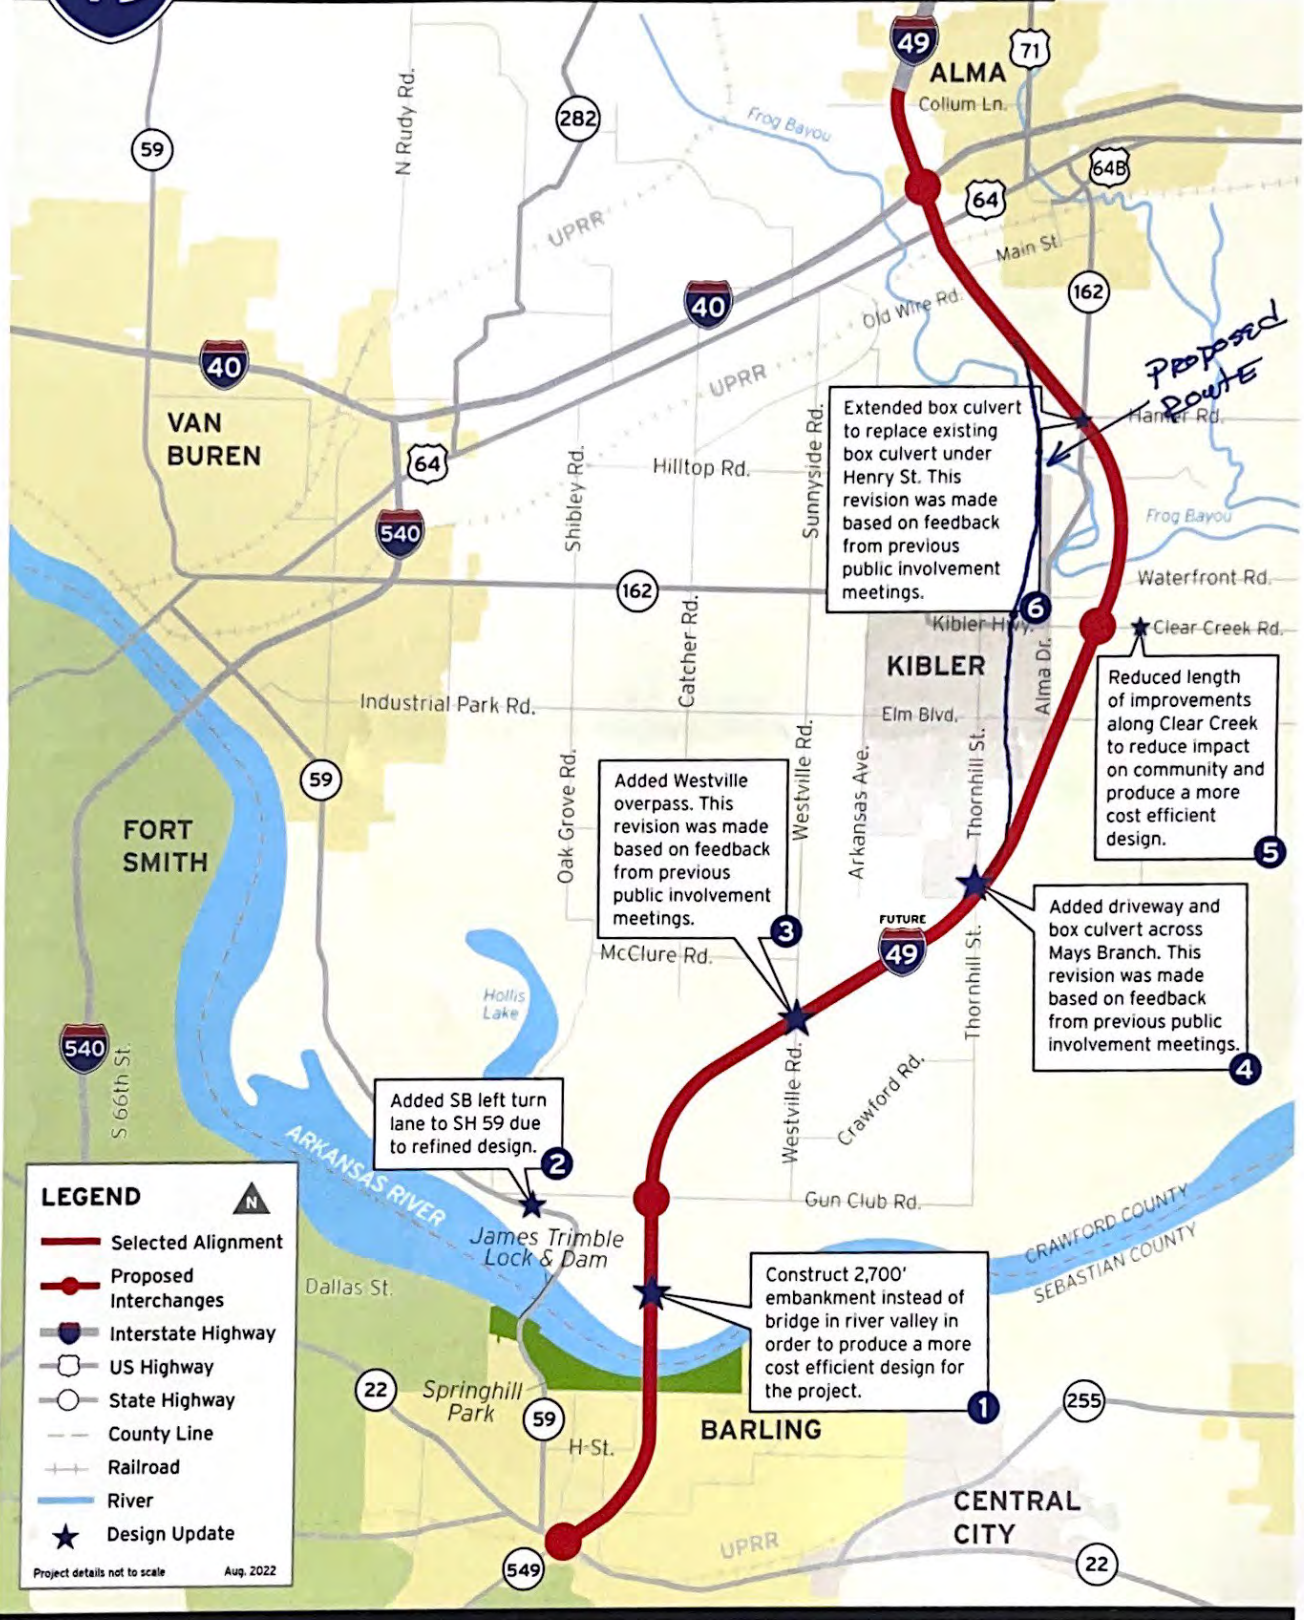 49
71
ALMA
Collum Ln.
282
N Rudy Rd.
59
Frog Bayou
64B
64
UPRR
Main St.
162
40
Old Wire Rd.
PROPOSED
ROUTE
40
UPRR
Hamer Rd.
VAN
BUREN
64
Hilltop Rd.
Shibley Rd.
Sunnyside Rd.
Extended box culvert
to replace existing
box culvert under
Henry St. This
revision was made
based on feedback
from previous
public involvement
meetings.
6
540
Frog Bayou
Waterfront Rd.
162
Catcher Rd.
Kibler Hwy.
Clear Creek Rd.
KIBLER
Alma Dr.
Industrial Park Rd.
Elm Blvd.
Reduced length
of improvements
along Clear Creek
to reduce impact
on community and
produce a more
cost efficient
design.
5
59
Oak Grove Rd.
Westville Rd.
Arkansas Ave.
Thornhill St.
Added Westville
overpass. This
revision was made
based on feedback
from previous
public involvement
meetings.
3
FORT
SMITH
Added driveway and
box culvert across
Mays Branch. This
revision was made
based on feedback
from previous public
involvement meetings.
4
FUTURE
49
McClure Rd.
Thornhill St.
Hollis
Lake
540
S 66th St.
Westville Rd.
Crawford Rd.
Added SB left turn
lane to SH 59 due
to refined design.
2
ARKANSAS RIVER
Gun Club Rd.
James Trimble
Lock & Dam
CRAWFORD COUNTY
SEBASTIAN COUNTY
Dallas St.
Construct 2,700'
embankment instead of
bridge in river valley in
order to produce a more
cost efficient design for
the project.
1
22
Springhill
Park
59
H-St.
BARLING
255
CENTRAL
CITY
UPRR
549
22
LEGEND
N
Selected Alignment
Proposed
Interchanges
Interstate Highway
US Highway
State Highway
County Line
Railroad
River
Design Update
Project details not to scale Aug. 2022